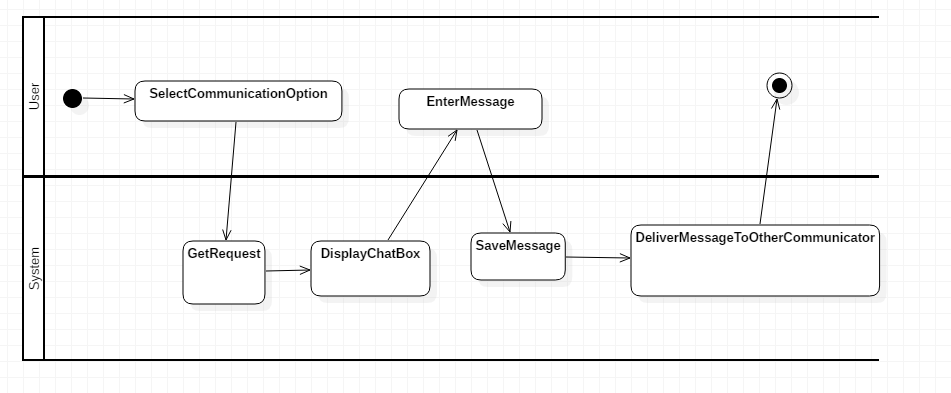 User
SelectCommunicationOption
EnterMessage
System
GetRequest
DisplayChatBox
SaveMessage
DeliverMessageToOtherCommunicator